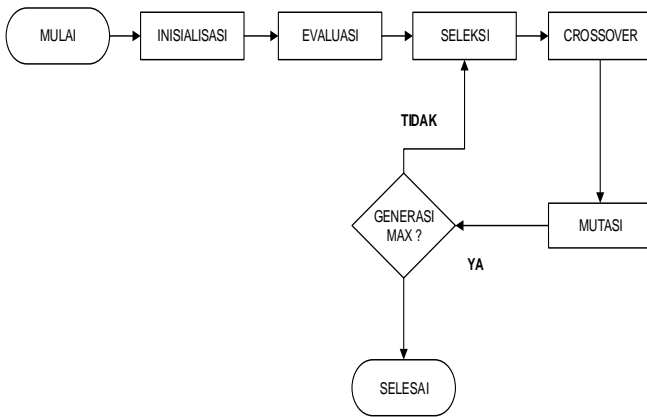 MULAI
INISIALISASI
EVALUASI
SELEKSI
CROSSOVER
TIDAK
GENERASI
MAX ?
MUTASI
YA
SELESAI